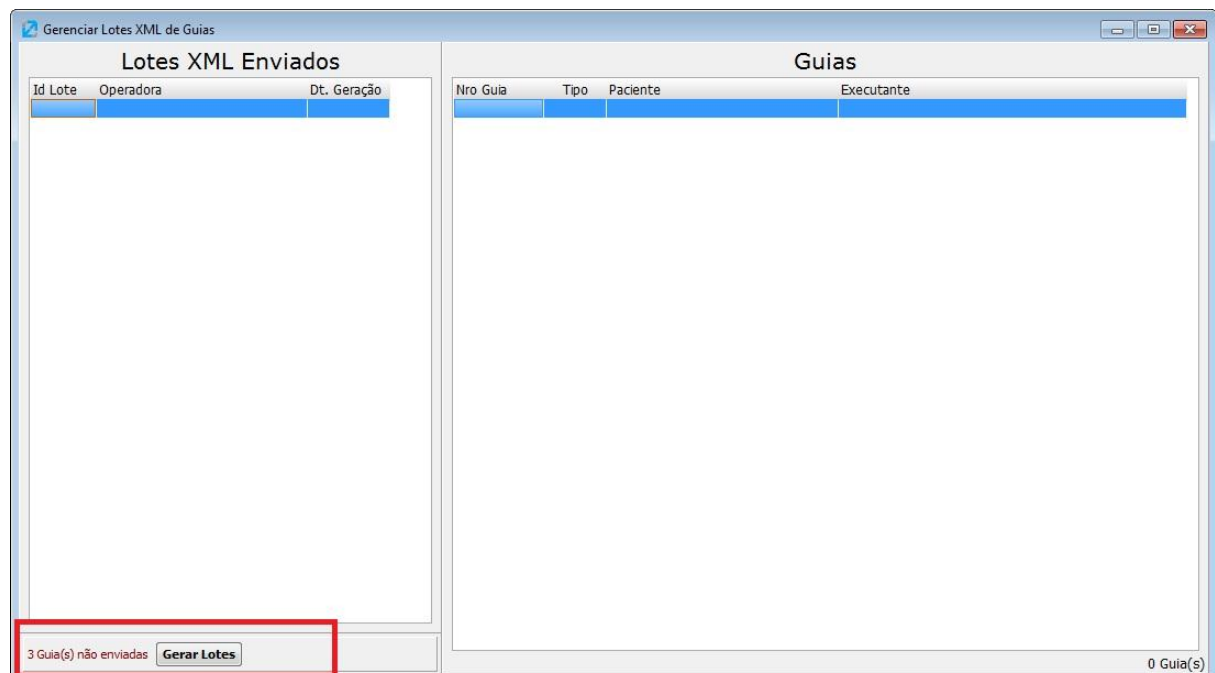 Gerenciar Lotes XML de Guias
Lotes XML Enviados
Id Lote Operadora Dt. Geração
3 Guia(s) não enviadas Gerar Lotes
Guias
Nro Guia Tipo Paciente Executante
0 Guia(s)